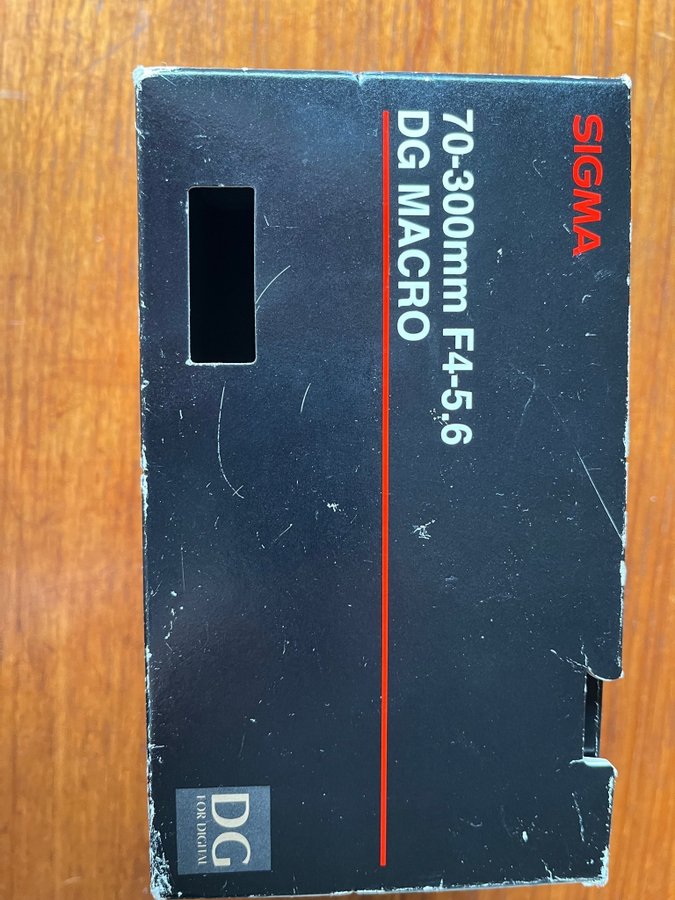 SIGMA
70-300mm F4-5.6
DG MACRO
DG
FOR DIGITAL